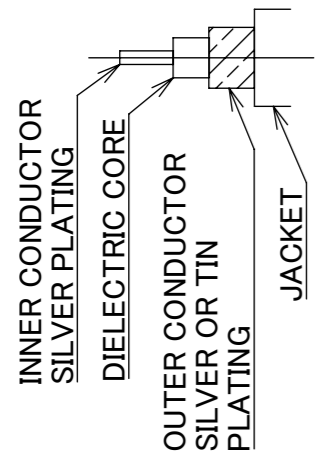 INNER CONDUCTOR
SILVER PLATING
DIELECTRIC CORE
OUTER CONDUCTOR
SILVER OR TIN
PLATING
JACKET